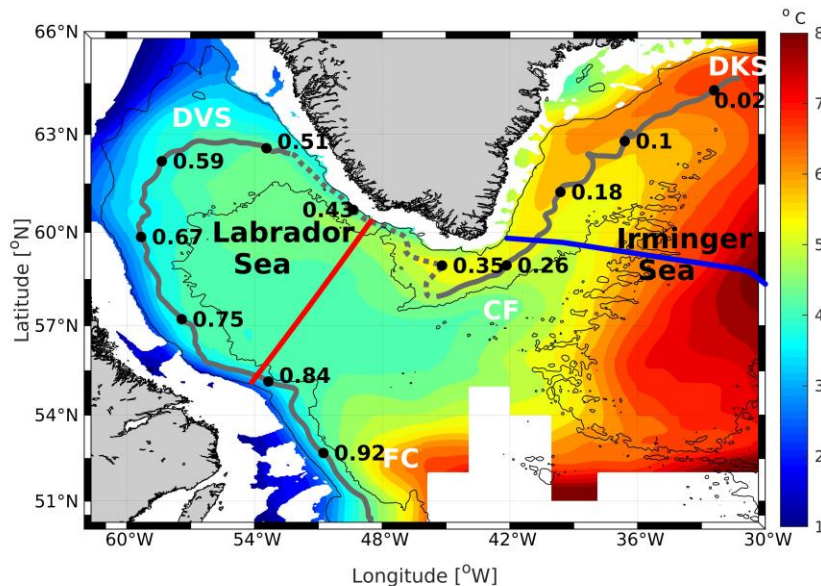 ° C
66°N
63°N
60°N
57°N
54°N
51°N
Latitude [°N]
DKS
0.02
DVS
0.51
0.1
0.59
0.18
0.43
0.67
Labrador
Sea
Irminger
Sea
0.35
0.26
CF
0.75
0.84
0.92
FC
60°W
54°W
48°W
42°W
36°W
30°W
Longitude [°W]
8
7
6
5
4
3
2
1